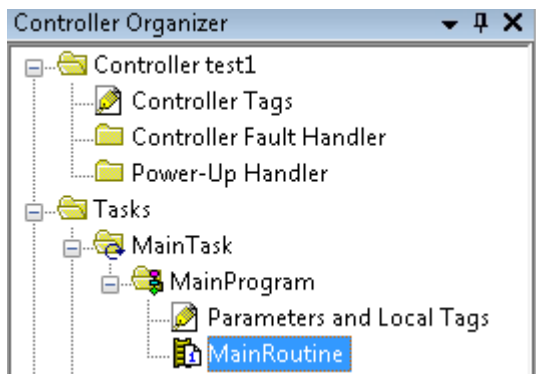 Controller Organizer
Controller test1
Controller Tags
Controller Fault Handler
Power-Up Handler
Tasks
MainTask
MainProgram
Parameters and Local Tags
MainRoutine